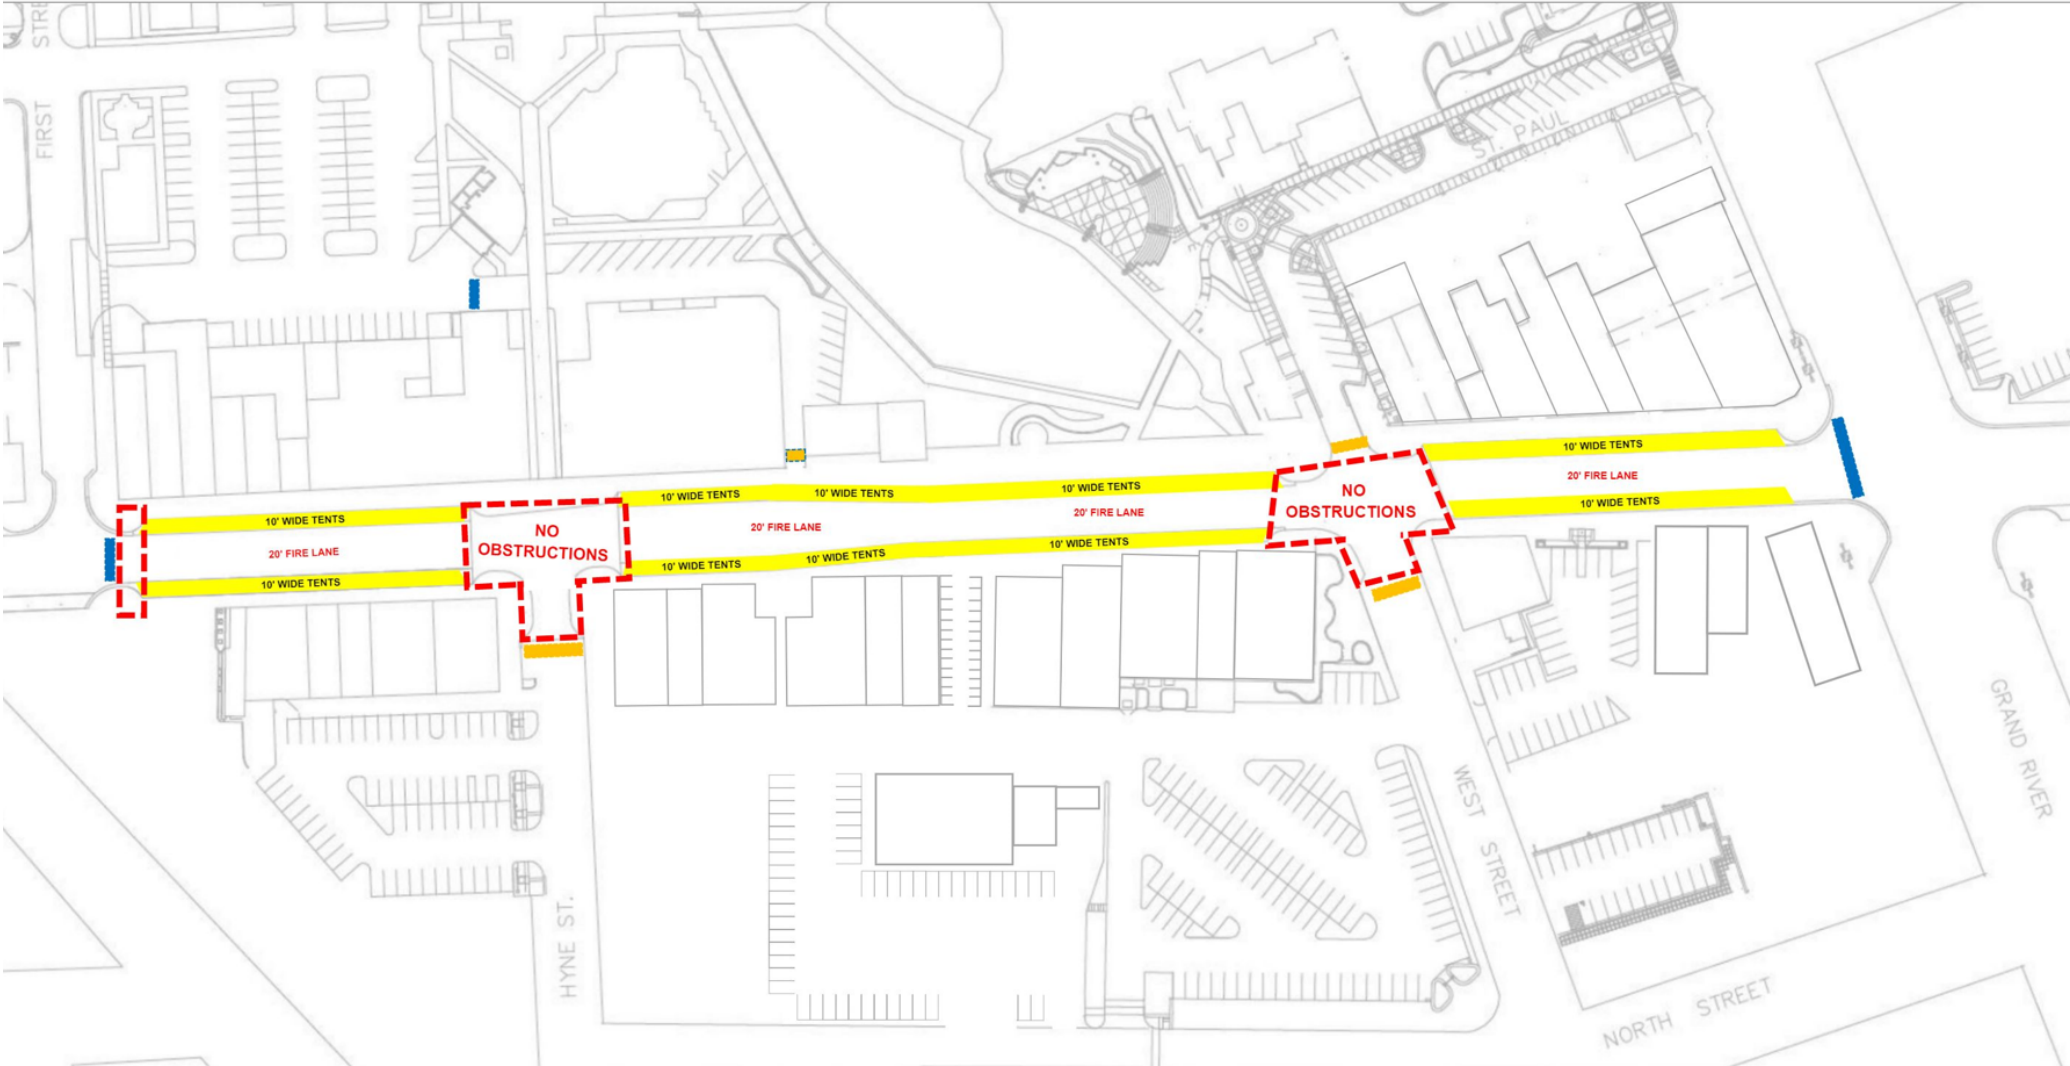 STRE
FIRST
ST. PAUL
10' WIDE TENTS
20' FIRE LANE
10' WIDE TENTS
NO
OBSTRUCTIONS
10' WIDE TENTS
10' WIDE TENTS
10' WIDE TENTS
20' FIRE LANE
20' FIRE LANE
10' WIDE TENTS
10' WIDE TENTS
10' WIDE TENTS
NO
OBSTRUCTIONS
10' WIDE TENTS
20' FIRE LANE
10' WIDE TENTS
HYNE ST.
WEST STREET
GRAND RIVER
NORTH STREET